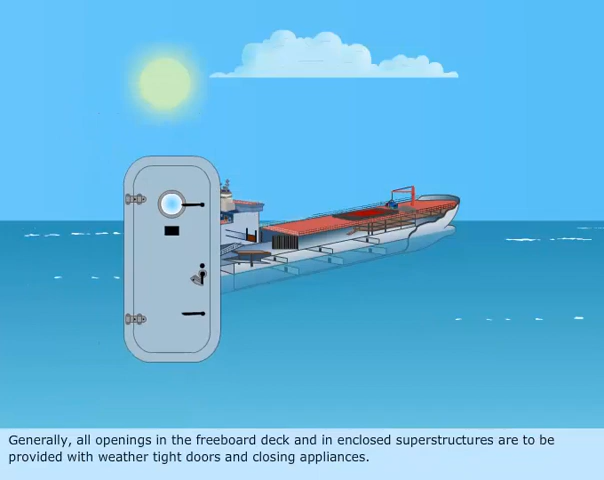 Generally, all openings in the freeboard deck and in enclosed superstructures are to be
provided with weather tight doors and closing appliances.